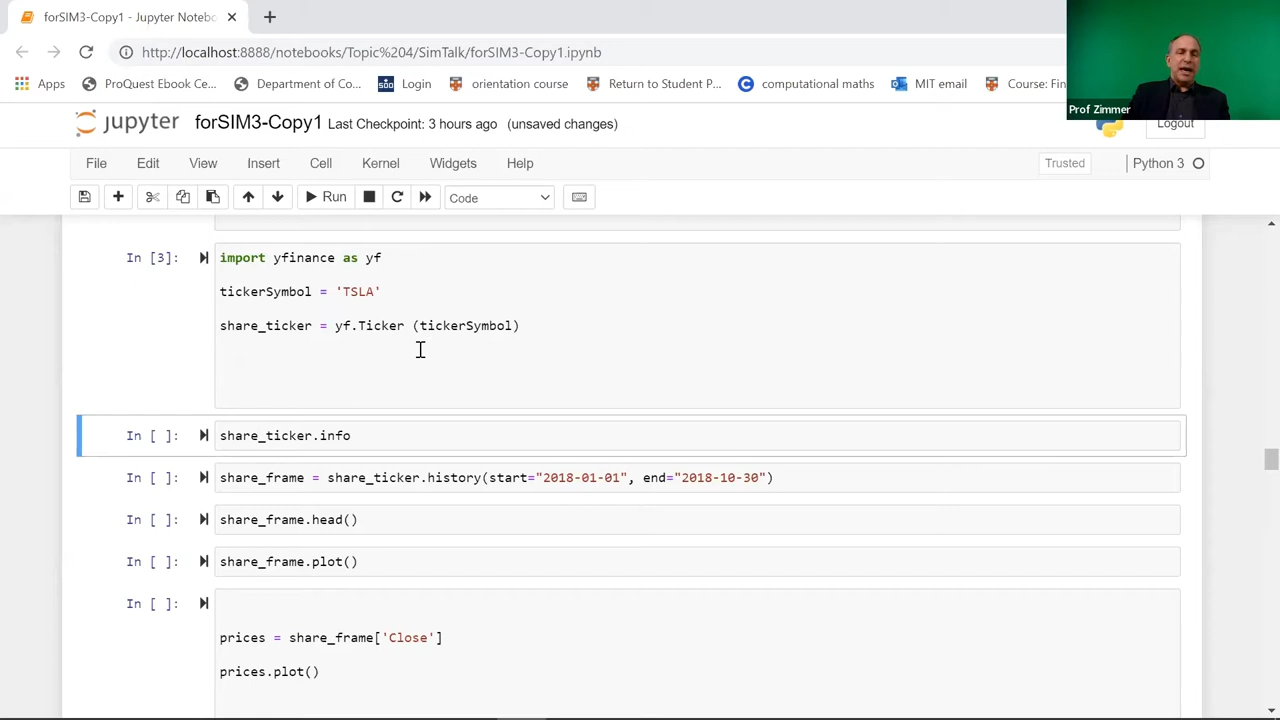 forSIM3-Copy1 - Jupyter Notebo
http://localhost:8888/notebooks/Topic%204/SimTalk/forSIM3-Copy1.ipynb
Apps ProQuest Ebook Ce... Department of Co... Login orientation course Return to Student P... computational maths MIT email Course: Fin
Prof Zimmer
jupyter forSIM3-Copy1 Last Checkpoint: 3 hours ago (unsaved changes) Logout
File Edit View Insert Cell Kernel Widgets Help Trusted Python 3
Run Code
In [3]: import yfinance as yf
tickerSymbol = 'TSLA'
share_ticker = yf.Ticker (tickerSymbol)
In [ ]: share_ticker.info
In [ ]: share_frame = share_ticker.history(start="2018-01-01", end="2018-10-30")
In [ ]: share_frame.head()
In [ ]: share_frame.plot()
In [ ]:
prices = share_frame['Close']
prices.plot()